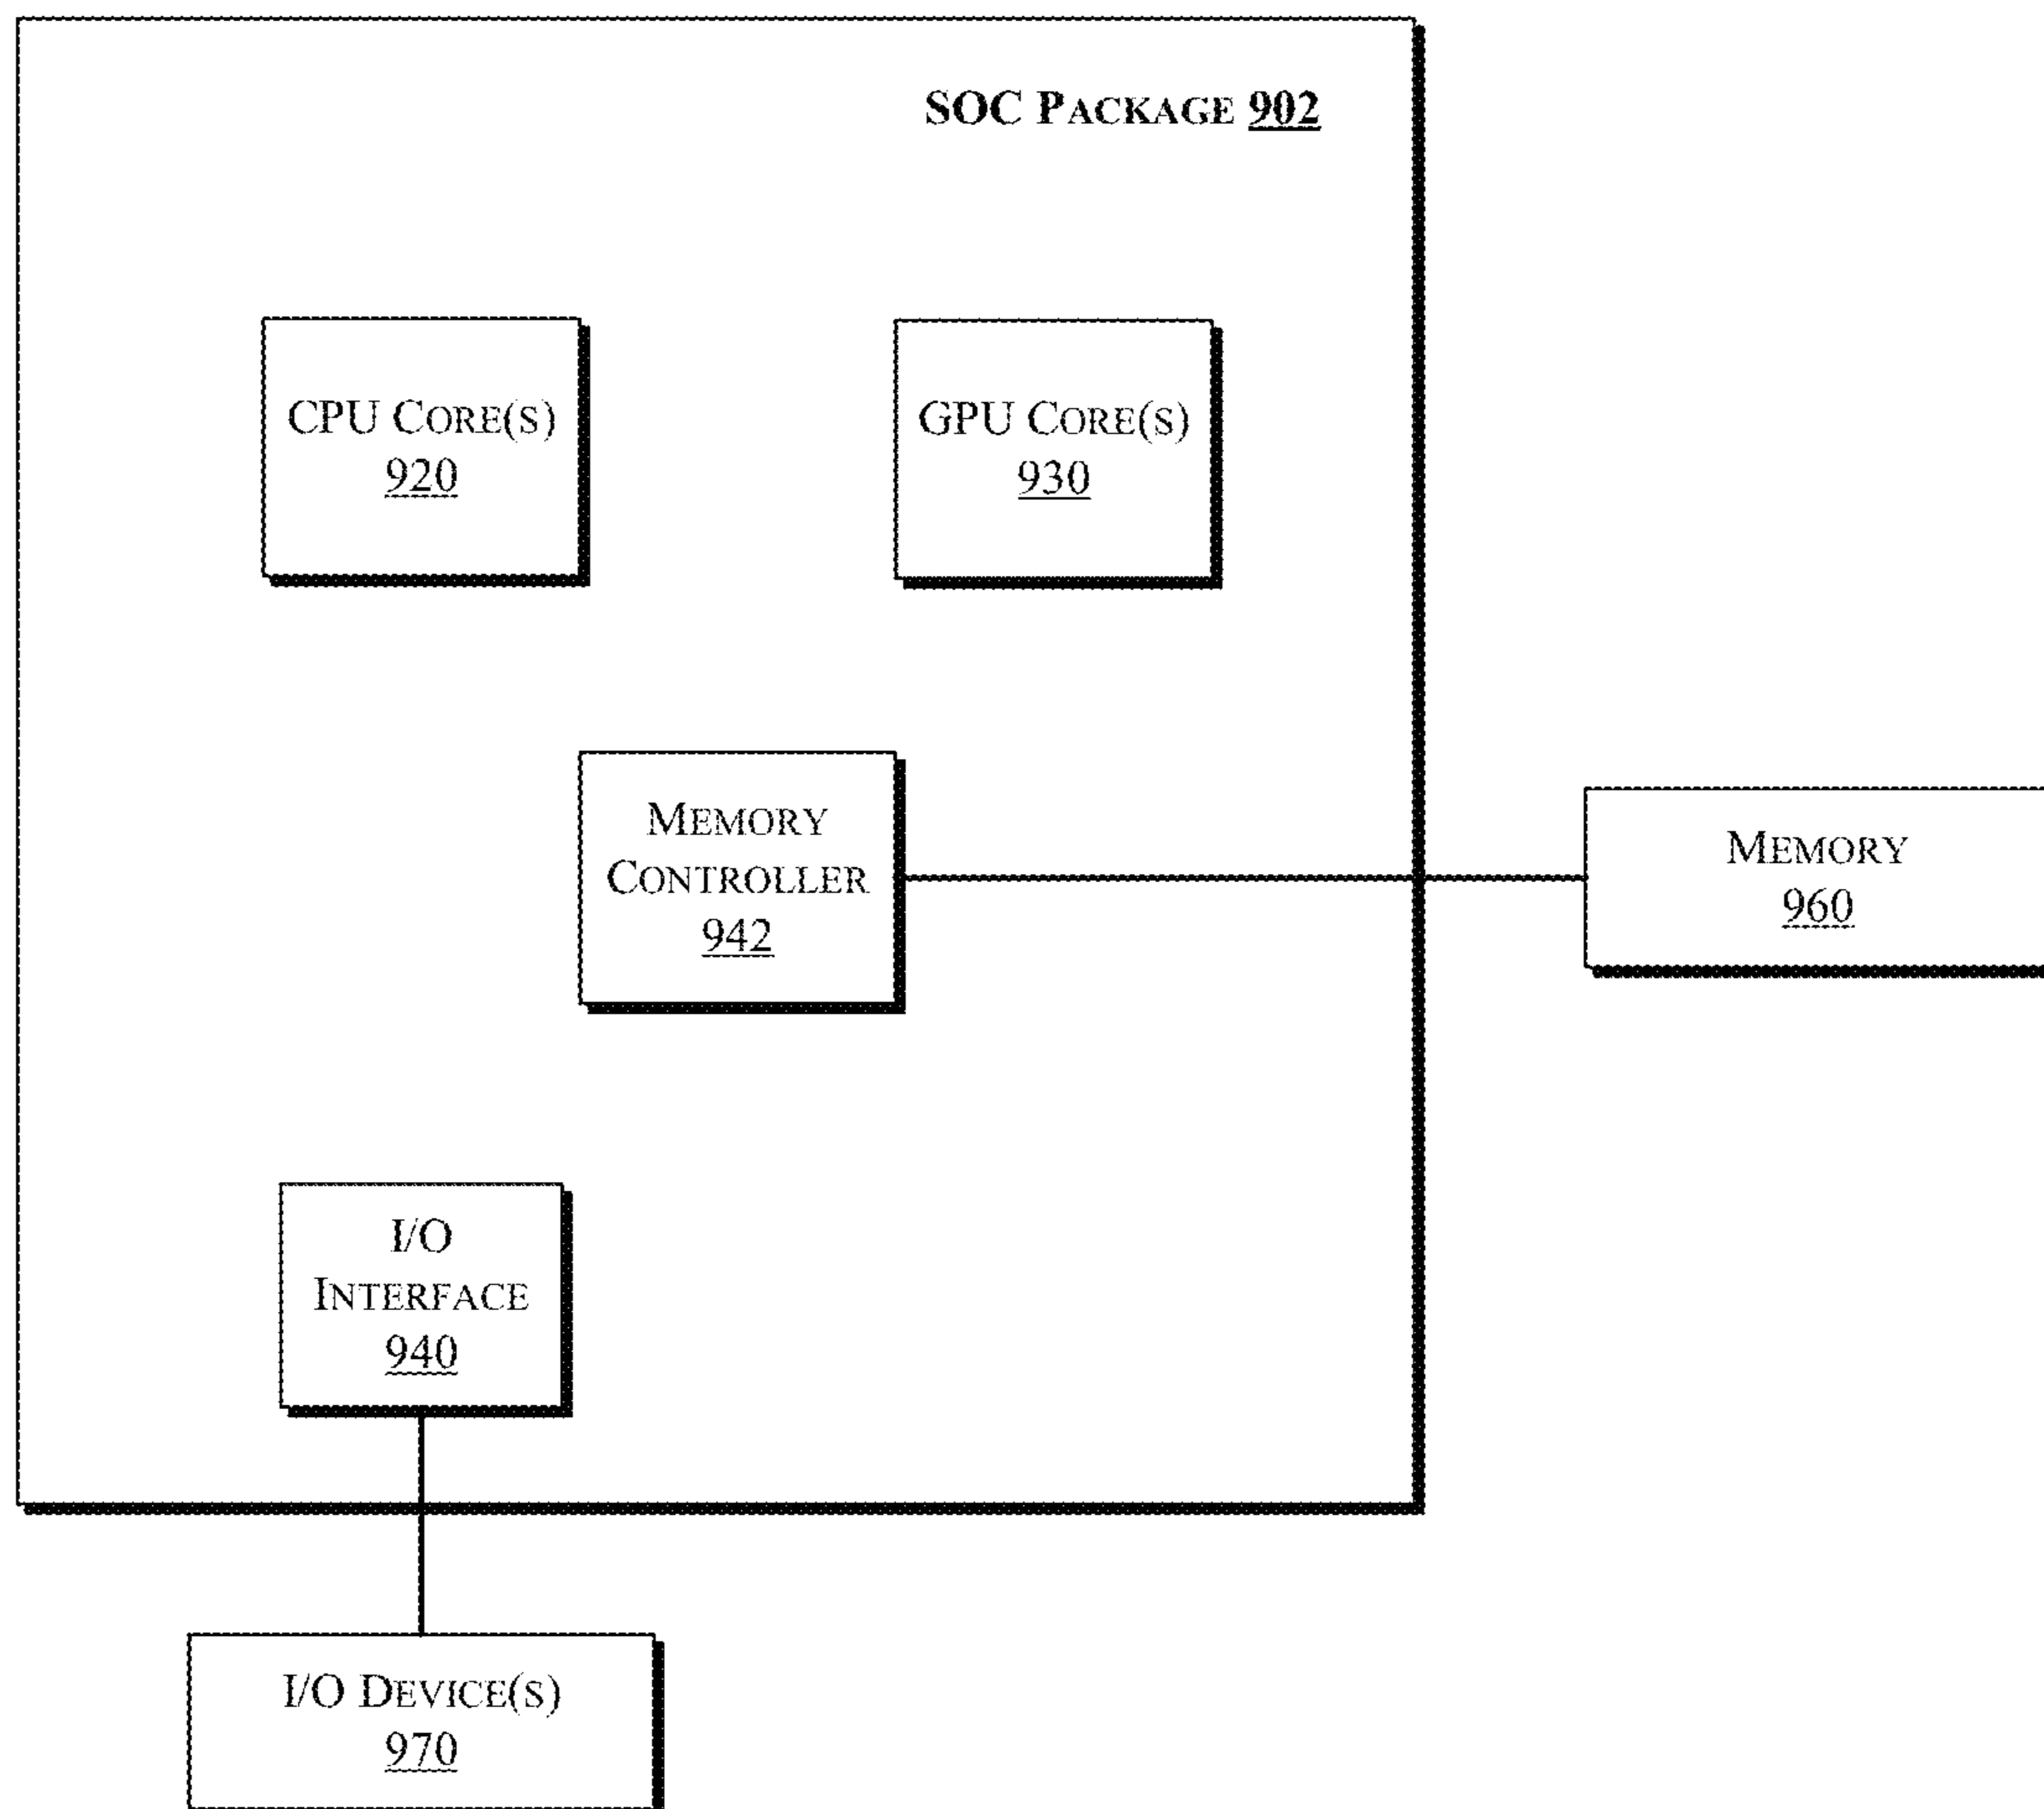 SOC PACKAGE 902
CPU CORE(S)
920
GPU CORE(S)
930
MEMORY
CONTROLLER
942
MEMORY
960
I/O
INTERFACE
940
I/O DEVICE(S)
970